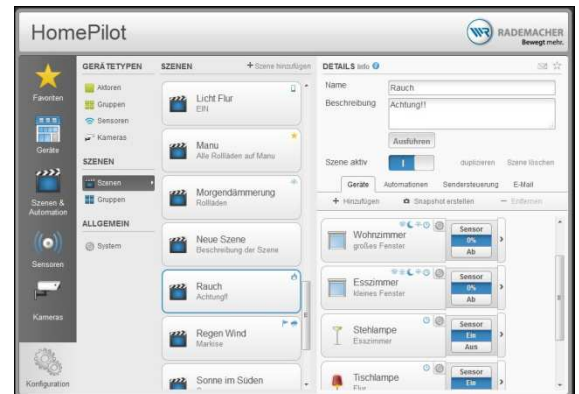 HomePilot
RADEMACHER
Bewegt mehr.
Favoriten
Geräte
Szenen &
Automation
Sensoren
Kameras
Konfiguration
GERÄTETYPEN
Aktoren
Gruppen
Sensoren
Kameras
SZENEN
Szenen
Gruppen
ALLGEMEIN
System
SZENEN
+ Szene hinzufügen
Licht Flur
EIN
Manu
Alle Rollläden auf Manu
Morgendämmerung
Rollläden
Neue Szene
Beschreibung der Szene
Rauch
Achtung!!
Regen Wind
Markise
Sonne im Süden
DETAILS Info
Name
Rauch
Beschreibung
Achtung!!
Ausführen
Szene aktiv
duplizieren
Szene löschen
Geräte
Automationen
Sendersteuerung
E-Mail
+ Hinzufügen
Snapshot erstellen
− Entfernen
Wohnzimmer
großes Fenster
Sensor
0%
Ab
Esszimmer
kleines Fenster
Sensor
0%
Ab
Stehlampe
Esszimmer
Sensor
Ein
Aus
Tischlampe
Flur
Sensor
Ein